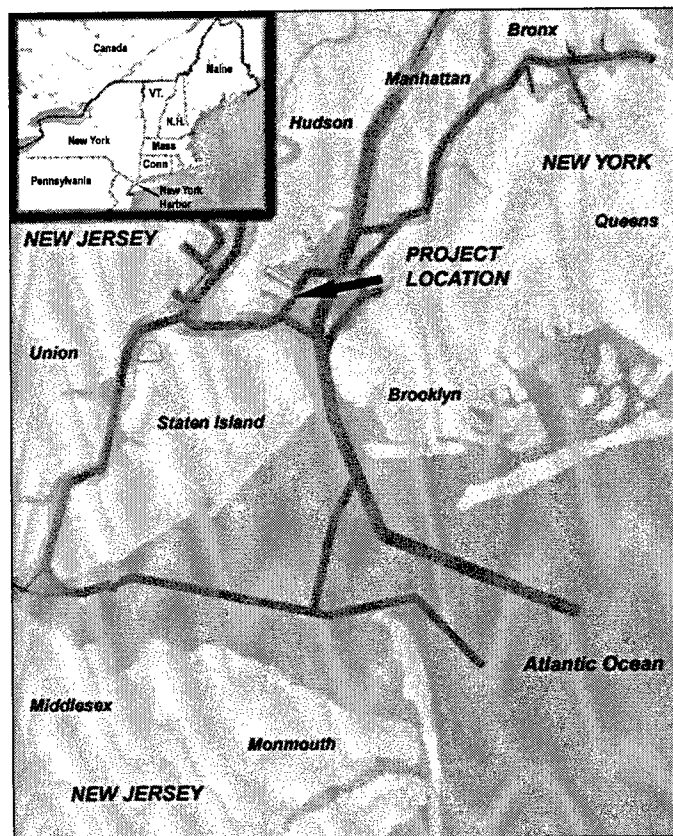 Canada
Maine
VT.
N.H.
New York
Mass
Conn
Pennsylvania
New York
Harbor
Bronx
Manhattan
Hudson
NEW YORK
Queens
NEW JERSEY
PROJECT
LOCATION
Union
Brooklyn
Staten Island
Atlantic Ocean
Middlesex
Monmouth
NEW JERSEY